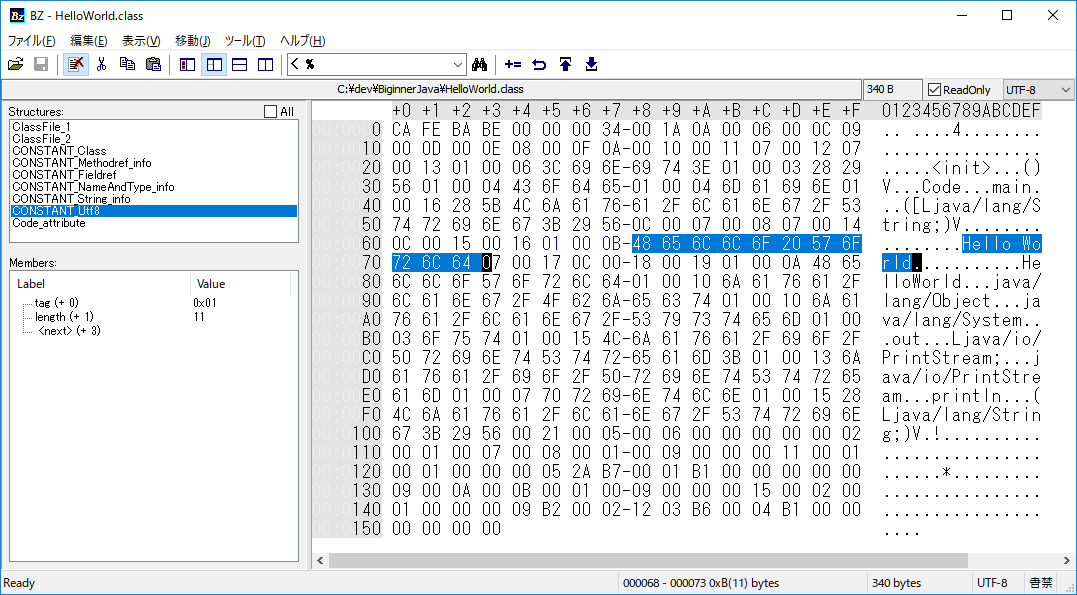 BZ - HelloWorld.class
ファイル(F) 編集(E) 表示(V) 移動(J) ツール(T) ヘルプ(H)
< %
C:¥dev¥BiginnerJava¥HelloWorld.class 340 B ReadOnly UTF-8
Structures: All
ClassFile_1
ClassFile_2
CONSTANT_Class
CONSTANT_Methodref_info
CONSTANT_Fieldref
CONSTANT_NameAndType_info
CONSTANT_String_info
CONSTANT_Utf8
Code_attribute
Members:
Label Value
tag (+ 0) 0x01
length (+ 1) 11
<next> (+ 3)
+0 +1 +2 +3 +4 +5 +6 +7 -+8 +9 +A +B +C +D +E +F 0123456789ABCDEF
0 CA FE BA BE 00 00 00 34-00 1A 0A 00 06 00 0C 09 .. .....4........
10 00 0D 00 0E 08 00 0F 0A-00 10 00 11 07 00 12 07 ................
20 00 13 01 00 06 3C 69 6E-69 74 3E 01 00 03 28 29 .....<init>...()
30 56 01 00 04 43 6F 64 65-01 00 04 6D 61 69 6E 01 V...Code...main.
40 00 16 28 5B 4C 6A 61 76-61 2F 6C 61 6E 67 2F 53 ..([Ljava/lang/S
50 74 72 69 6E 67 3B 29 56-0C 00 07 00 08 07 00 14 tring;)V........
60 0C 00 15 00 16 01 00 0B-48 65 6C 6C 6F 20 57 6F ........Hello Wo
70 72 6C 64 07 00 17 0C 00-18 00 19 01 00 0A 48 65 rld...........He
80 6C 6C 6F 57 6F 72 6C 64-01 00 10 6A 61 76 61 2F lloWorld...java/
90 6C 61 6E 67 2F 4F 62 6A-65 63 74 01 00 10 6A 61 lang/Object...ja
A0 76 61 2F 6C 61 6E 67 2F-53 79 73 74 65 6D 01 00 va/lang/System..
B0 03 6F 75 74 01 00 15 4C-6A 61 76 61 2F 69 6F 2F .out...Ljava/io/
C0 50 72 69 6E 74 53 74 72-65 61 6D 3B 01 00 13 6A PrintStream;...j
D0 61 76 61 2F 69 6F 2F 50-72 69 6E 74 53 74 72 65 ava/io/PrintStre
E0 61 6D 01 00 07 70 72 69-6E 74 6C 6E 01 00 15 28 am...println...(
F0 4C 6A 61 76 61 2F 6C 61-6E 67 2F 53 74 72 69 6E Ljava/lang/Strin
100 67 3B 29 56 00 21 00 05-00 06 00 00 00 00 00 02 g;)V.!..........
110 00 01 00 07 00 08 00 01-00 09 00 00 00 11 00 01 ................
120 00 01 00 00 00 05 2A B7-00 01 B1 00 00 00 00 00 ......*.........
130 09 00 0A 00 0B 00 01 00-09 00 00 00 15 00 02 00 ................
140 01 00 00 00 09 B2 00 02-12 03 B6 00 04 B1 00 00 ................
150 00 00 00 00 ....
Ready 000068 - 000073 0xB(11) bytes 340 bytes UTF-8 書禁